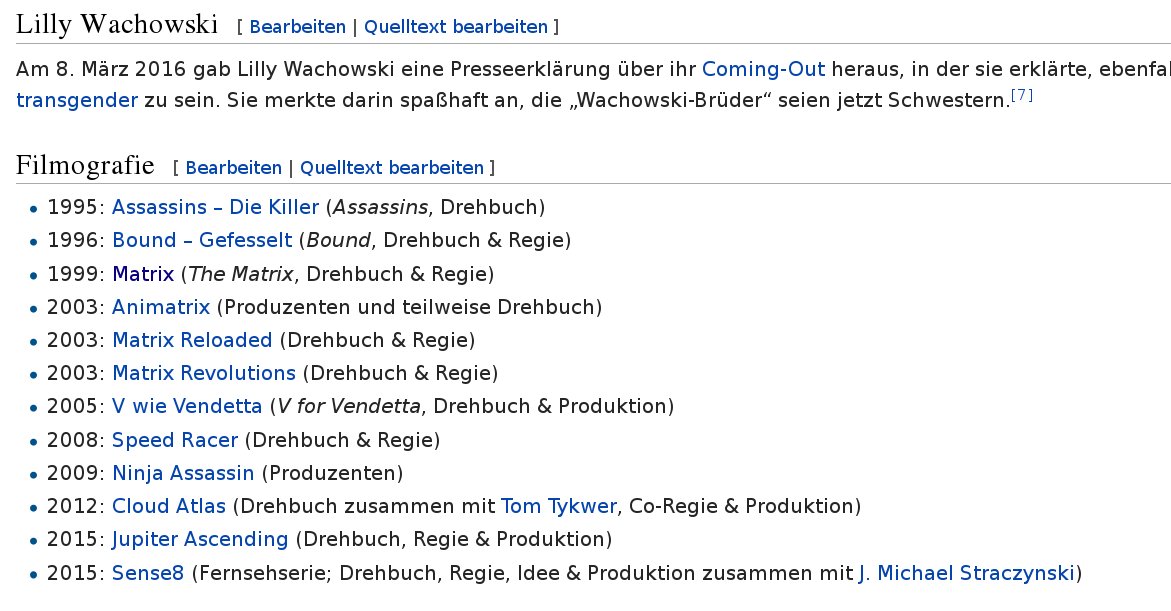 Lilly Wachowski [ Bearbeiten | Quelltext bearbeiten ]
Am 8. März 2016 gab Lilly Wachowski eine Presseerklärung über ihr Coming-Out heraus, in der sie erklärte, ebenfal
transgender zu sein. Sie merkte darin spaßhaft an, die „Wachowski-Brüder“ seien jetzt Schwestern.[7]
Filmografie [ Bearbeiten | Quelltext bearbeiten ]
• 1995: Assassins – Die Killer (Assassins, Drehbuch)
• 1996: Bound – Gefesselt (Bound, Drehbuch & Regie)
• 1999: Matrix (The Matrix, Drehbuch & Regie)
• 2003: Animatrix (Produzenten und teilweise Drehbuch)
• 2003: Matrix Reloaded (Drehbuch & Regie)
• 2003: Matrix Revolutions (Drehbuch & Regie)
• 2005: V wie Vendetta (V for Vendetta, Drehbuch & Produktion)
• 2008: Speed Racer (Drehbuch & Regie)
• 2009: Ninja Assassin (Produzenten)
• 2012: Cloud Atlas (Drehbuch zusammen mit Tom Tykwer, Co-Regie & Produktion)
• 2015: Jupiter Ascending (Drehbuch, Regie & Produktion)
• 2015: Sense8 (Fernsehserie; Drehbuch, Regie, Idee & Produktion zusammen mit J. Michael Straczynski)